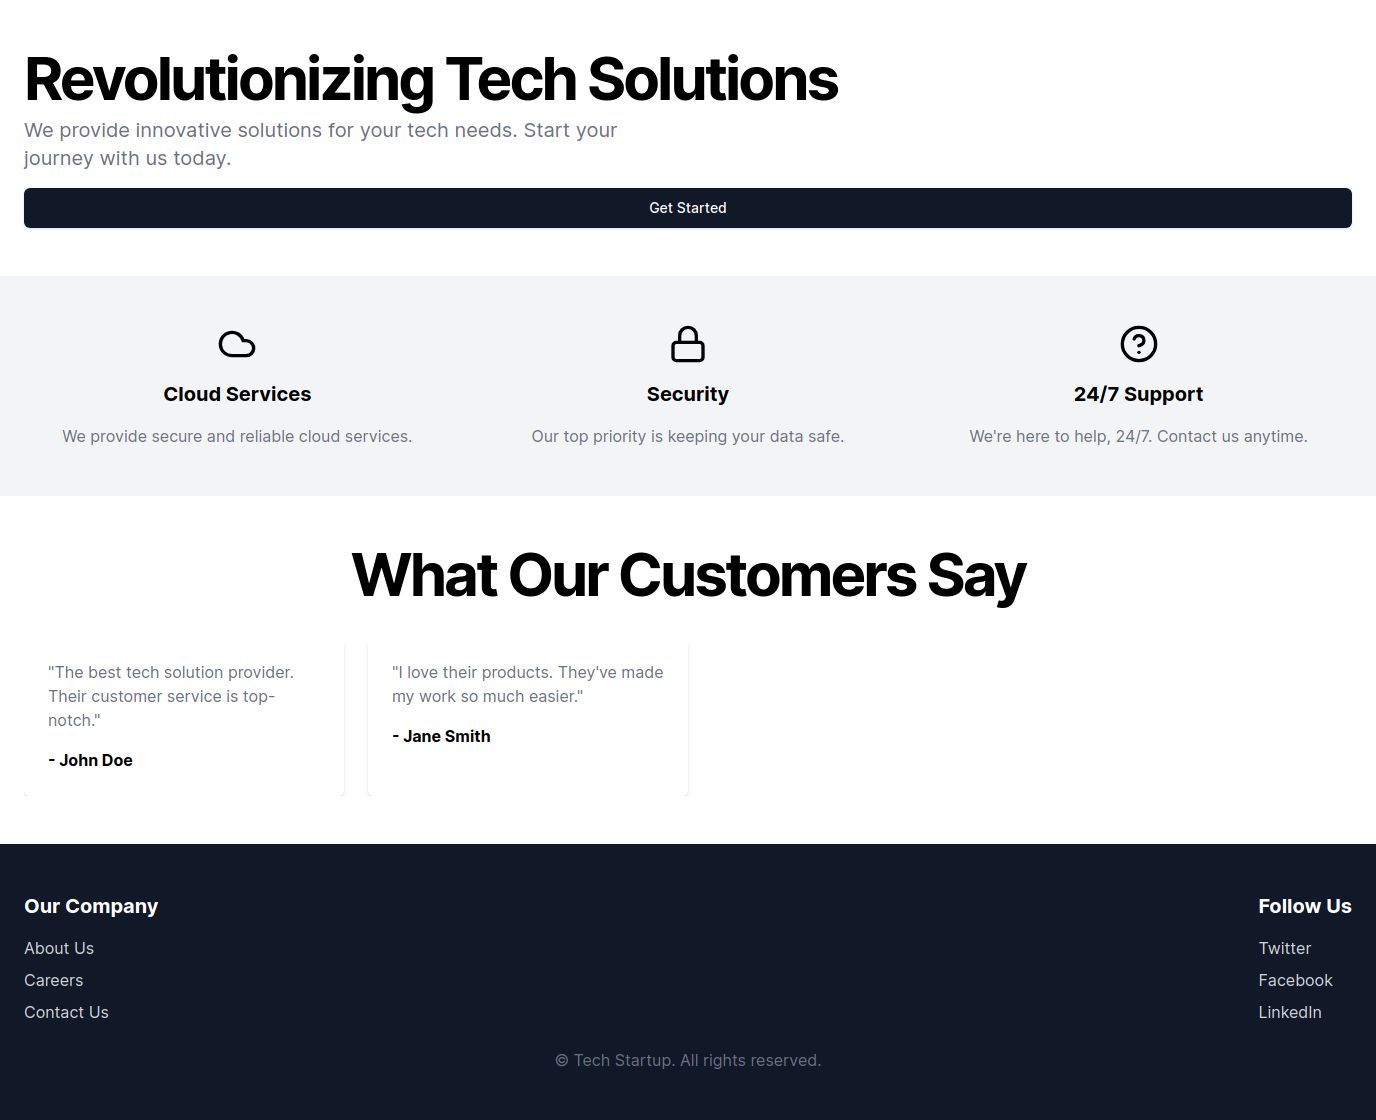 Revolutionizing Tech Solutions
We provide innovative solutions for your tech needs. Start your
journey with us today.
Get Started
Cloud Services
We provide secure and reliable cloud services.
Security
Our top priority is keeping your data safe.
24/7 Support
We're here to help, 24/7. Contact us anytime.
What Our Customers Say
"The best tech solution provider.
Their customer service is top-
notch."
- John Doe
"I love their products. They've made
my work so much easier."
- Jane Smith
Our Company
About Us
Careers
Contact Us
Follow Us
Twitter
Facebook
LinkedIn
© Tech Startup. All rights reserved.